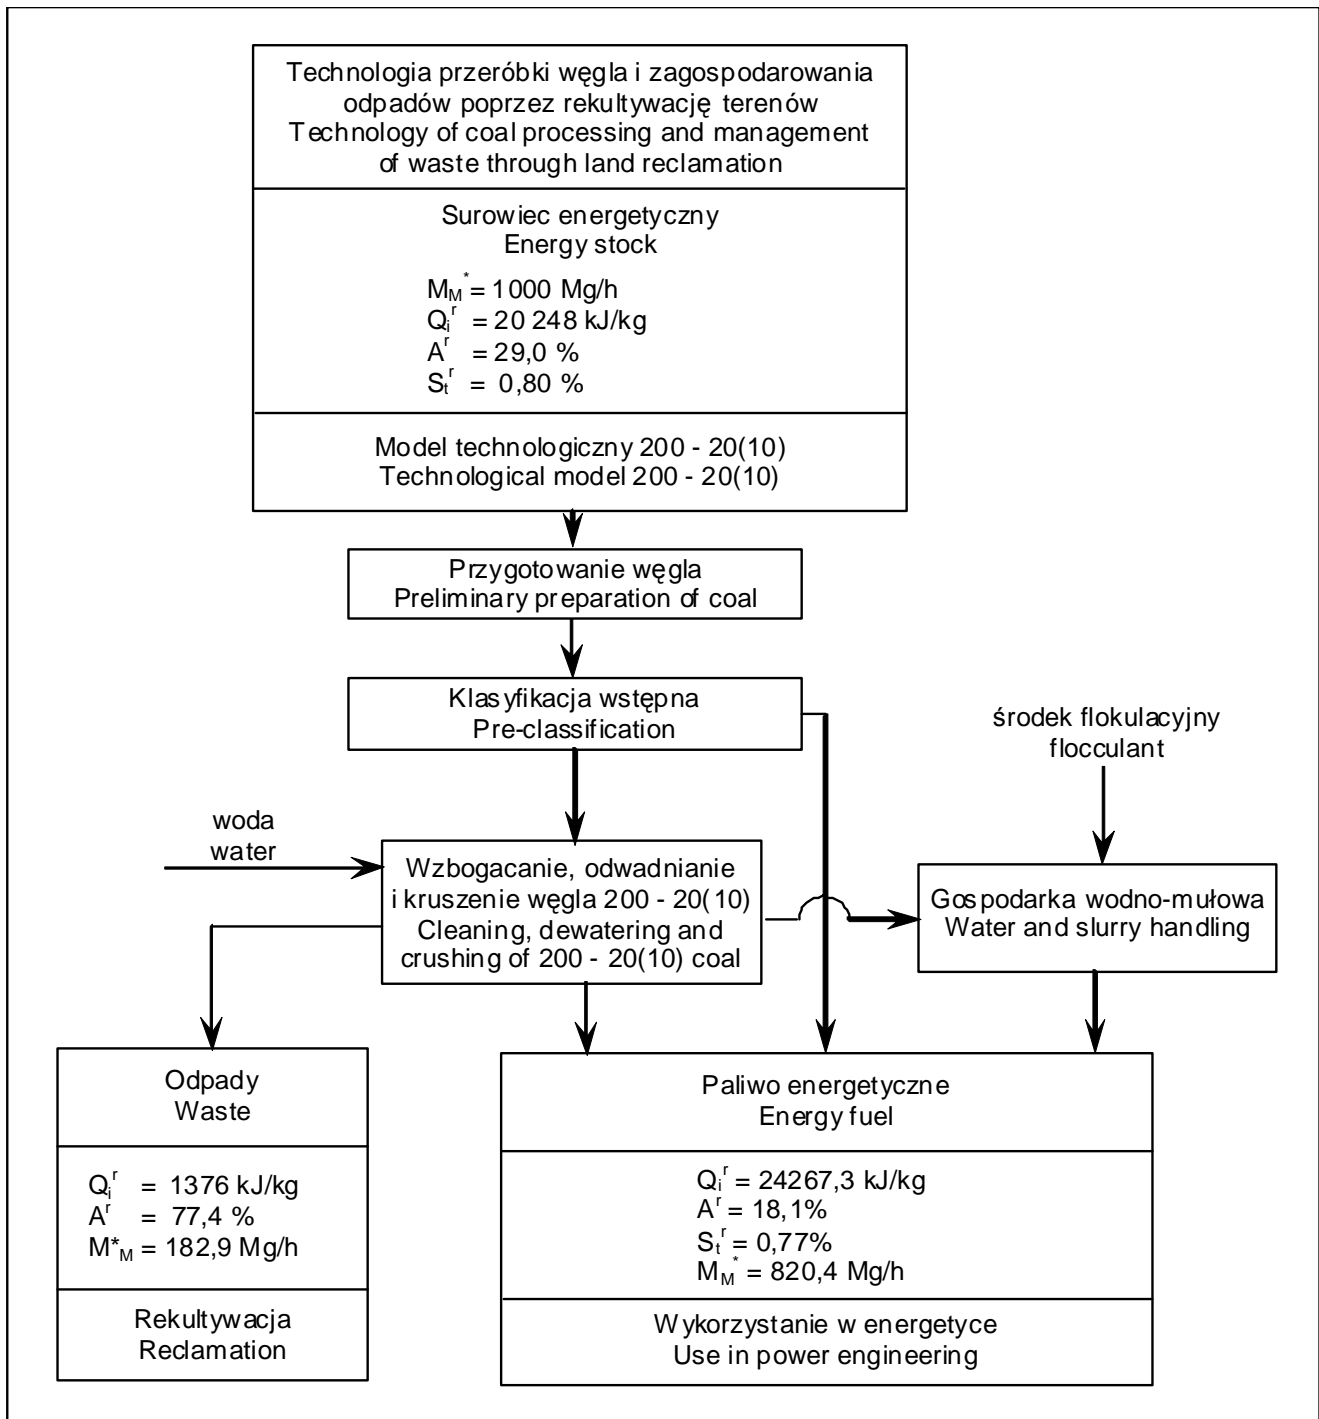 Technologia przeróbki węgla i zagospodarowania
odpadów poprzez rekultywację terenów
Technology of coal processing and management
of waste through land reclamation
Surowiec energetyczny
Energy stock
M_M^* = 1000 Mg/h
Q_i^r = 20 248 kJ/kg
A^r = 29,0 %
S_t^r = 0,80 %
Model technologiczny 200 - 20(10)
Technological model 200 - 20(10)
Przygotowanie węgla
Preliminary preparation of coal
Klasyfikacja wstępna
Pre-classification
środek flokulacyjny
flocculant
woda
water
Wzbogacanie, odwadnianie
i kruszenie węgla 200 - 20(10)
Cleaning, dewatering and
crushing of 200 - 20(10) coal
Gospodarka wodno-mułowa
Water and slurry handling
Odpady
Waste
Q_i^r = 1376 kJ/kg
A^r = 77,4 %
M*_M = 182,9 Mg/h
Rekultywacja
Reclamation
Paliwo energetyczne
Energy fuel
Q_i^r = 24267,3 kJ/kg
A^r = 18,1%
S_t^r = 0,77%
M_M^* = 820,4 Mg/h
Wykorzystanie w energetyce
Use in power engineering